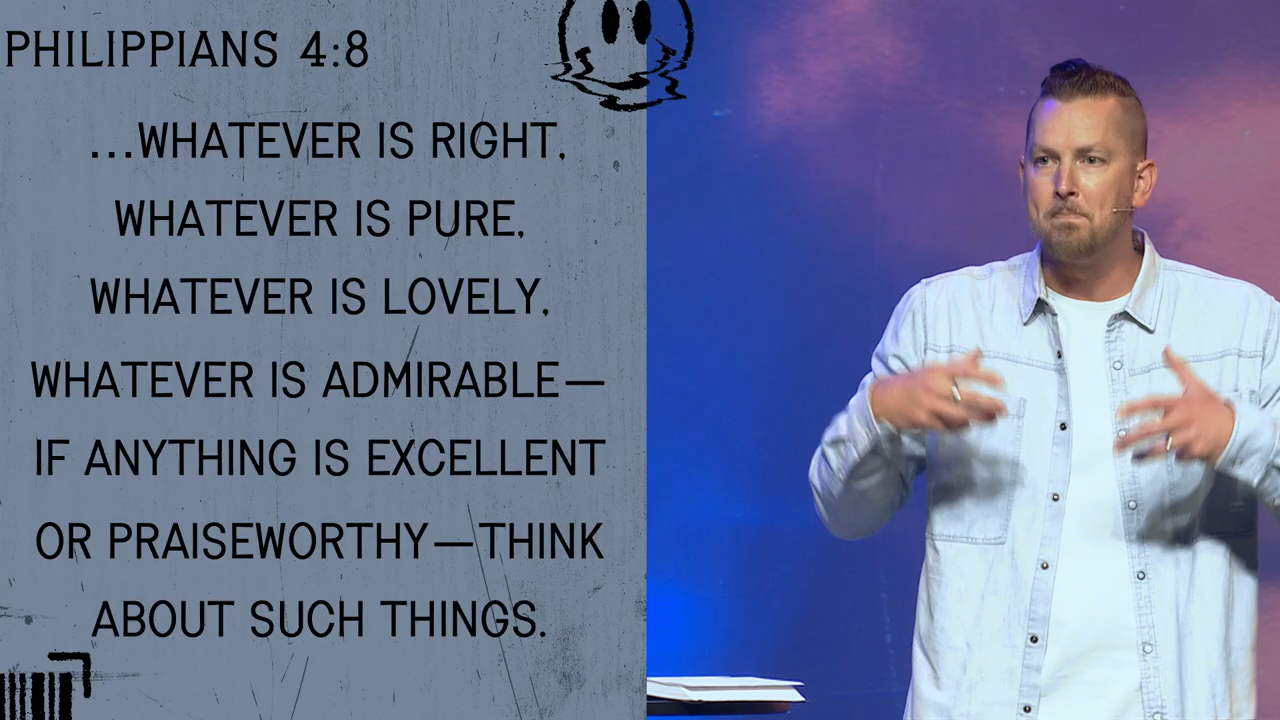 PHILIPPIANS 4:8
...WHATEVER IS RIGHT,
WHATEVER IS PURE,
WHATEVER IS LOVELY,
WHATEVER IS ADMIRABLE—
IF ANYTHING IS EXCELLENT
OR PRAISEWORTHY—THINK
ABOUT SUCH THINGS.